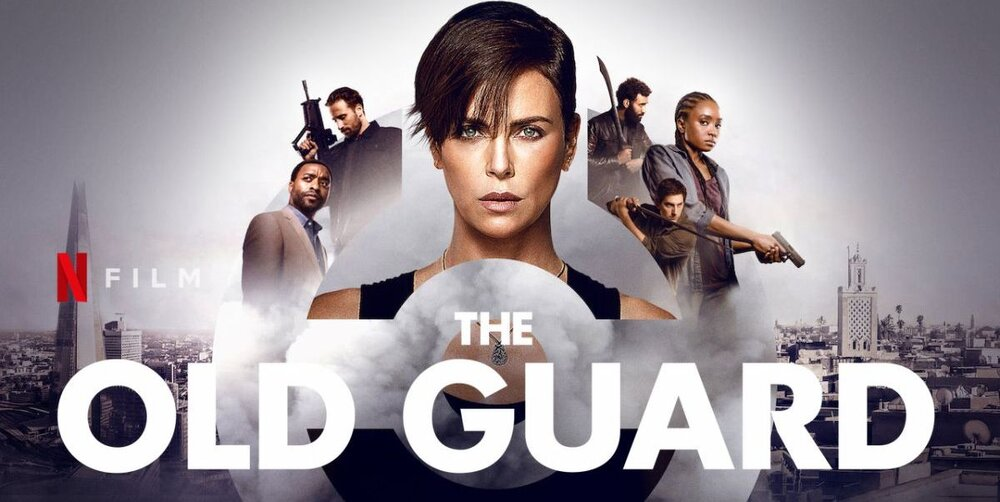 N FILM
THE
OLD GUARD